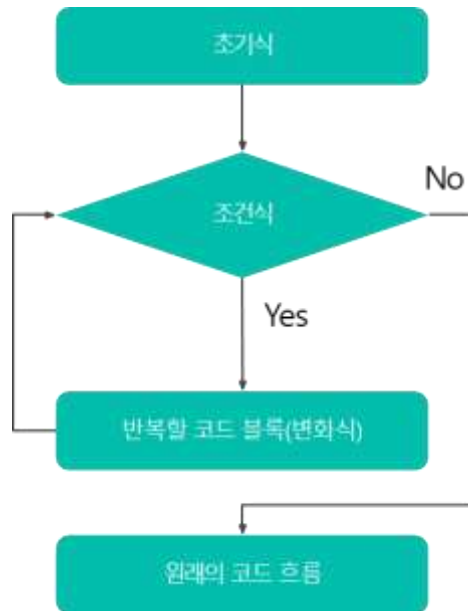 초기식
No
조건식
Yes
반복할 코드 블록(변화식)
원래의 코드 흐름